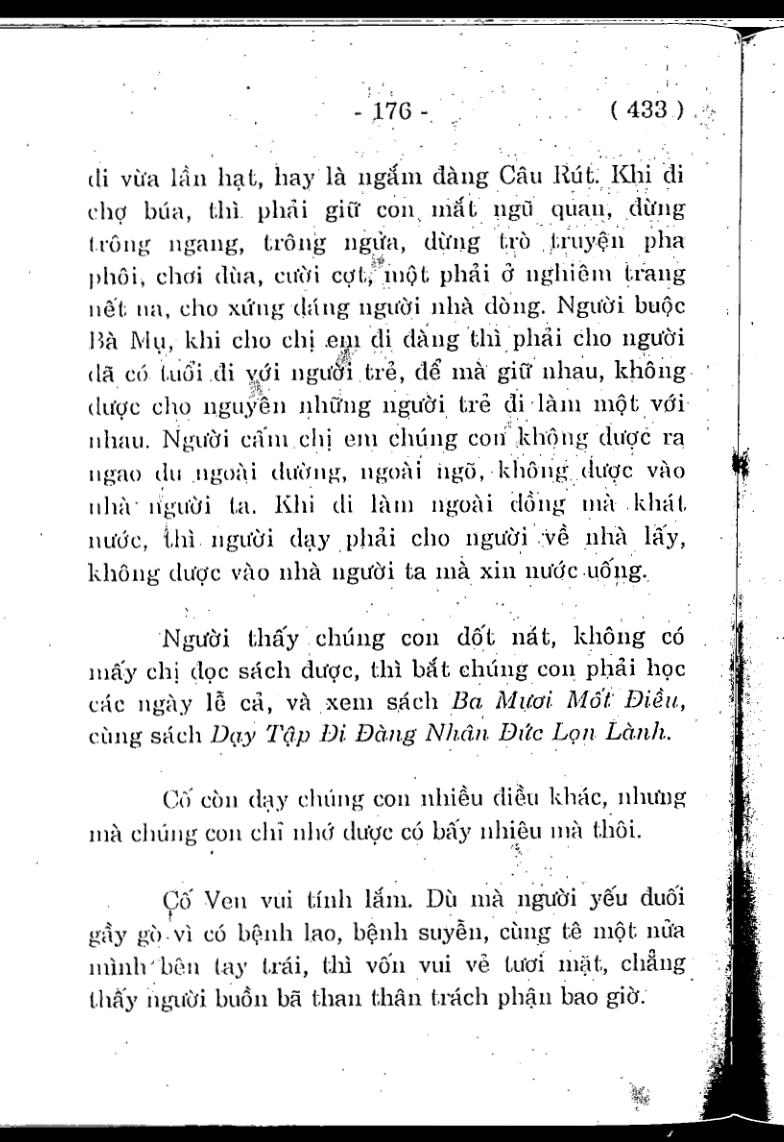 - 176 - ( 433 )
đi vừa lần hạt, hay là ngắm đàng Câu Rút. Khi đi
chợ búa, thì phải giữ con mắt ngũ quan, đừng
trông ngang, trông ngửa, đừng trò truyện pha
phôi, chơi đùa, cười cợt, một phải ở nghiêm trang
nết na, cho xứng đáng người nhà dòng. Người buộc
Bà Mụ, khi cho chị em đi đàng thì phải cho người
đã có tuổi đi với người trẻ, để mà giữ nhau, không
được cho nguyên những người trẻ đi làm một với
nhau. Người cấm chị em chúng con không được ra
ngao du ngoài đường, ngoài ngõ, không được vào
nhà người ta. Khi đi làm ngoài đồng mà khát
nước, thì người dạy phải cho người về nhà lấy,
không được vào nhà người ta mà xin nước uống.
Người thấy chúng con dốt nát, không có
mấy chị đọc sách được, thì bắt chúng con phải học
các ngày lễ cả, và xem sách Ba Mươi Mốt Điều,
cùng sách Dạy Tập Đi Đàng Nhân Đức Lọn Lành.
Cố còn dạy chúng con nhiều điều khác, nhưng
mà chúng con chỉ nhớ được có bấy nhiêu mà thôi.
Cố Ven vui tính lắm. Dù mà người yếu đuối
gầy gò vì có bệnh lao, bệnh suyễn, cùng tê một nửa
mình bên tay trái, thì vốn vui vẻ tươi mặt, chẳng
thấy người buồn bã than thân trách phận bao giờ.